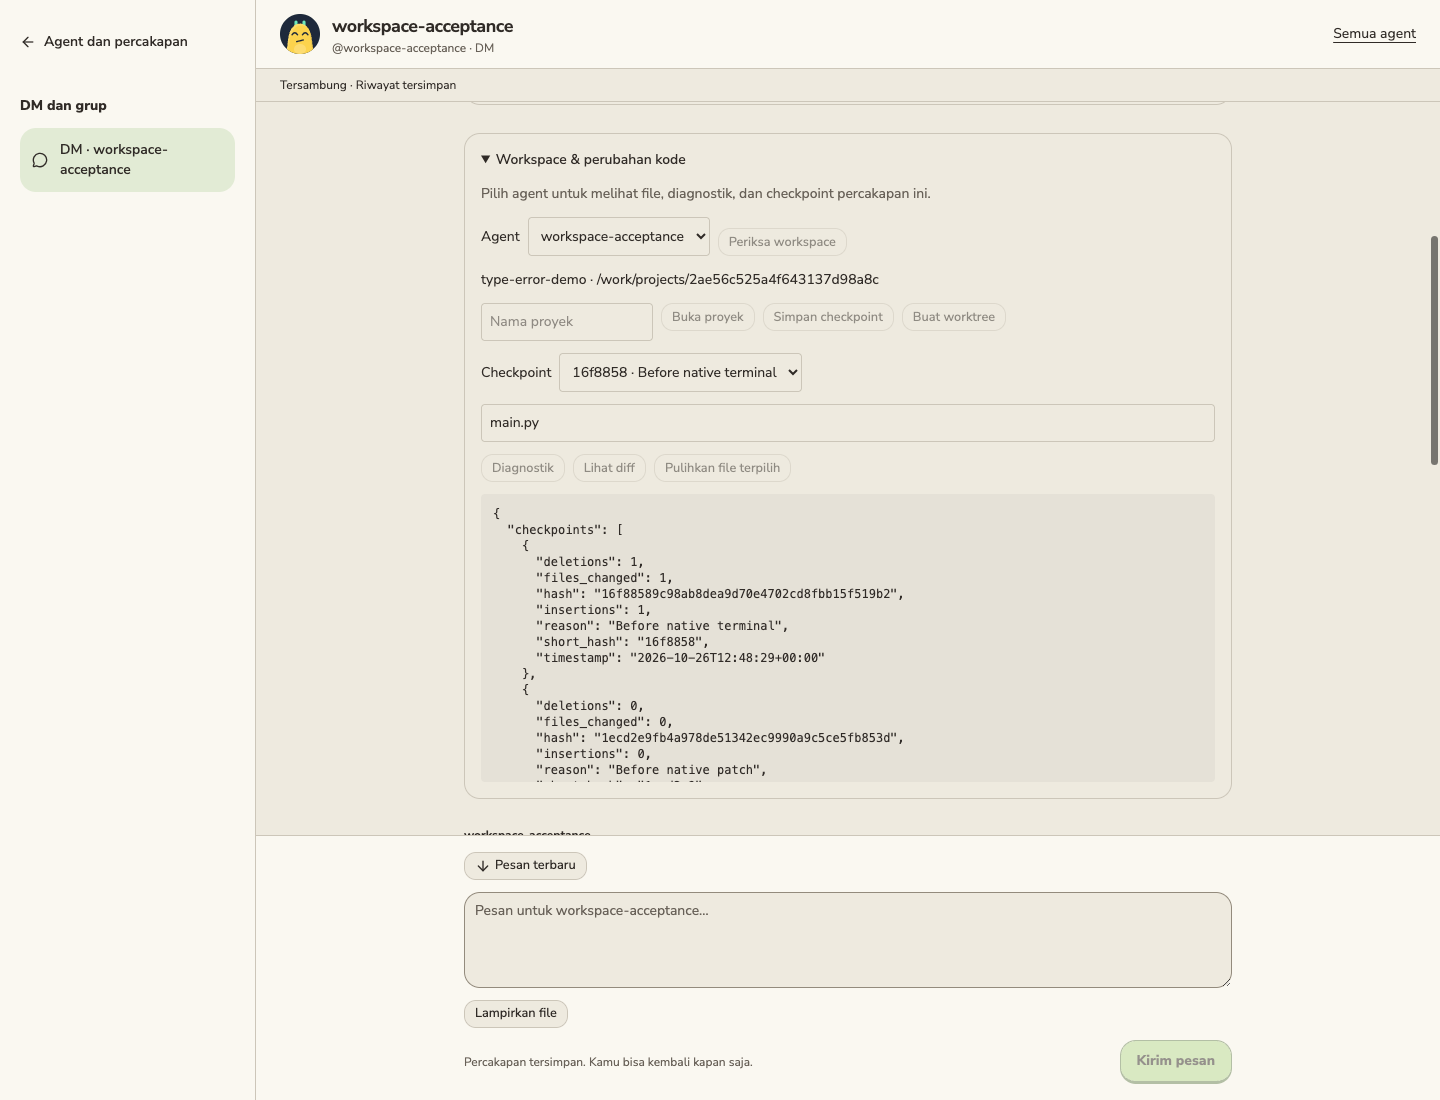 Agent dan percakapan
DM dan grup
DM · workspace-
acceptance
workspace-acceptance
@workspace-acceptance · DM
Semua agent
Tersambung · Riwayat tersimpan
▼ Workspace & perubahan kode
Pilih agent untuk melihat file, diagnostik, dan checkpoint percakapan ini.
Agent workspace-acceptance Periksa workspace
type-error-demo · /work/projects/2ae56c525a4f643137d98a8c
Nama proyek Buka proyek Simpan checkpoint Buat worktree
Checkpoint 16f8858 · Before native terminal
main.py
Diagnostik Lihat diff Pulihkan file terpilih
{
  "checkpoints": [
    {
      "deletions": 1,
      "files_changed": 1,
      "hash": "16f88589c98ab8dea9d70e4702cd8fbb15f519b2",
      "insertions": 1,
      "reason": "Before native terminal",
      "short_hash": "16f8858",
      "timestamp": "2026-10-26T12:48:29+00:00"
    },
    {
      "deletions": 0,
      "files_changed": 0,
      "hash": "1ecd2e9fb4a978de51342ec9990a9c5ce5fb853d",
      "insertions": 0,
      "reason": "Before native patch",
workspace-acceptance
Pesan terbaru
Pesan untuk workspace-acceptance...
Lampirkan file
Percakapan tersimpan. Kamu bisa kembali kapan saja.
Kirim pesan